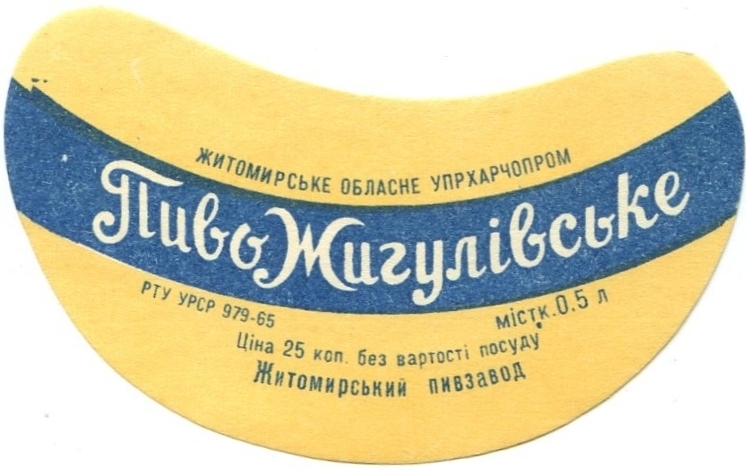 ЖИТОМИРСЬКЕ ОБЛАСНЕ УПРХАРЧОПРОМ
Пиво Жигулівське
РТУ УРСР 979-65
містк. 0,5 л
Ціна 25 коп. без вартості посуду
Житомирський пивзавод